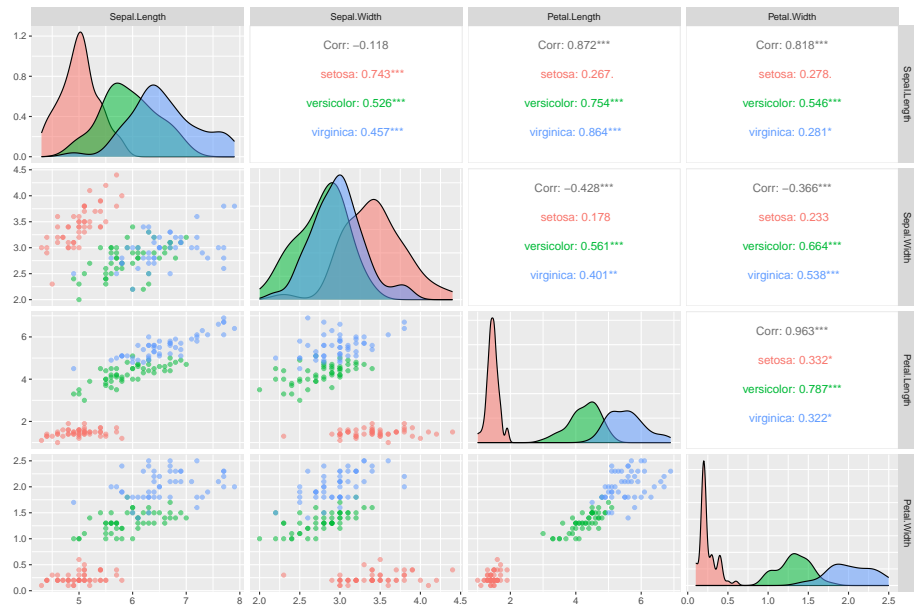 Sepal.Length Sepal.Width Petal.Length Petal.Width
1.2
0.8
0.4
0.0
Corr: −0.118
setosa: 0.743***
versicolor: 0.526***
virginica: 0.457***
Corr: 0.872***
setosa: 0.267.
versicolor: 0.754***
virginica: 0.864***
Corr: 0.818***
setosa: 0.278.
versicolor: 0.546***
virginica: 0.281*
Sepal.Length
4.5
4.0
3.5
3.0
2.5
2.0
Corr: −0.428***
setosa: 0.178
versicolor: 0.561***
virginica: 0.401**
Corr: −0.366***
setosa: 0.233
versicolor: 0.664***
virginica: 0.538***
Sepal.Width
6
4
2
Corr: 0.963***
setosa: 0.332*
versicolor: 0.787***
virginica: 0.322*
Petal.Length
2.5
2.0
1.5
1.0
0.5
0.0
Petal.Width
5 6 7 8
2.0 2.5 3.0 3.5 4.0 4.5
2 4 6
0.0 0.5 1.0 1.5 2.0 2.5